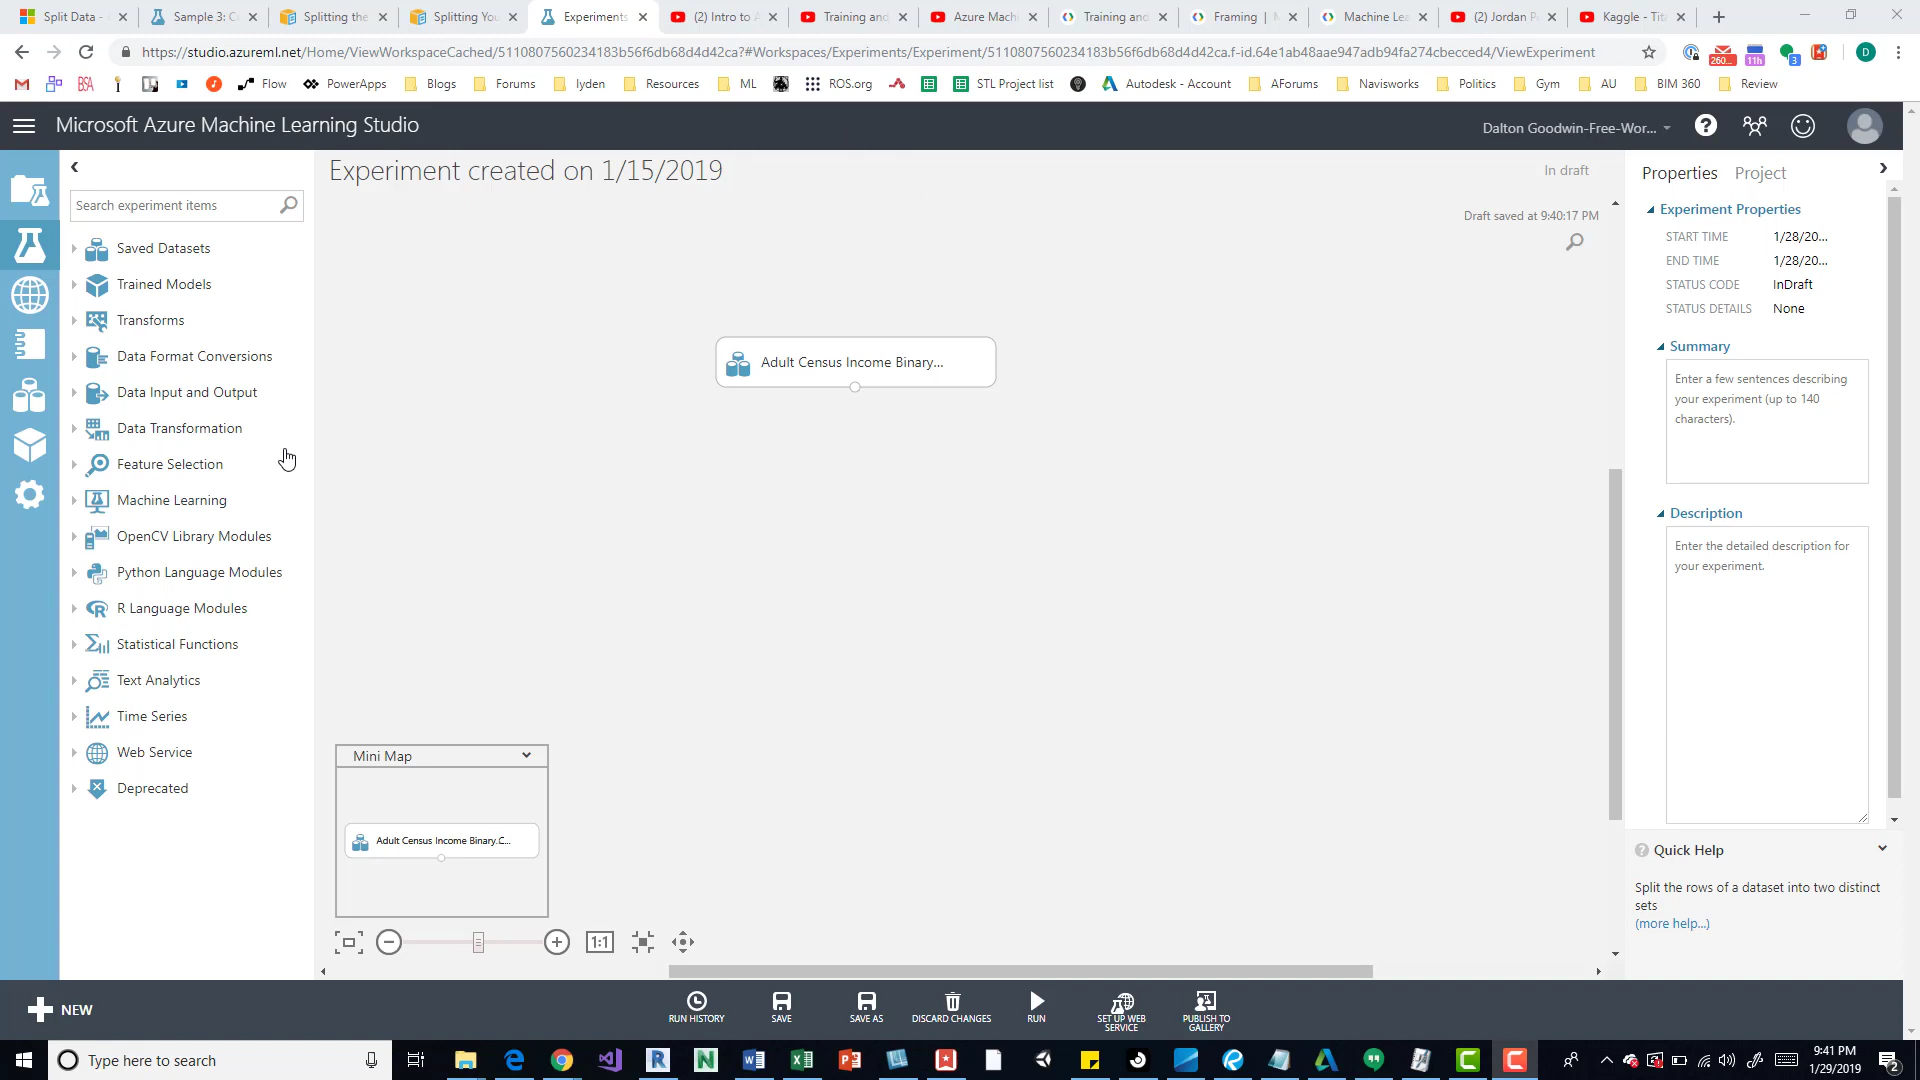 Split Data -
Sample 3: C
Splitting the
Splitting You
Experiments
(2) Intro to A
Training and
Azure Mach
Training and
Framing | M
Machine Lea
(2) Jordan P
Kaggle - Tita
https://studio.azureml.net/Home/ViewWorkspaceCached/5110807560234183b56f6db68d4d42ca?#Workspaces/Experiments/Experiment/5110807560234183b56f6db68d4d42ca.f-id.64e1ab48aae947adb94fa274cbecced4/ViewExperiment
260...
11h
3
D
BSA
Flow
PowerApps
Blogs
Forums
Iyden
Resources
ML
ROS.org
STL Project list
Autodesk - Account
AForums
Navisworks
Politics
Gym
AU
BIM 360
Review
Microsoft Azure Machine Learning Studio
Dalton Goodwin-Free-Wor...
Experiment created on 1/15/2019
In draft
Draft saved at 9:40:17 PM
Search experiment items
Saved Datasets
Trained Models
Transforms
Data Format Conversions
Data Input and Output
Data Transformation
Feature Selection
Machine Learning
OpenCV Library Modules
Python Language Modules
R Language Modules
Statistical Functions
Text Analytics
Time Series
Web Service
Deprecated
Adult Census Income Binary...
Mini Map
Adult Census Income Binary C...
1:1
Properties
Project
Experiment Properties
START TIME 1/28/20...
END TIME 1/28/20...
STATUS CODE InDraft
STATUS DETAILS None
Summary
Enter a few sentences describing
your experiment (up to 140
characters).
Description
Enter the detailed description for
your experiment.
Quick Help
Split the rows of a dataset into two distinct
sets
(more help...)
NEW
RUN HISTORY
SAVE
SAVE AS
DISCARD CHANGES
RUN
SET UP WEB
SERVICE
PUBLISH TO
GALLERY
Type here to search
9:41 PM
1/29/2019
2